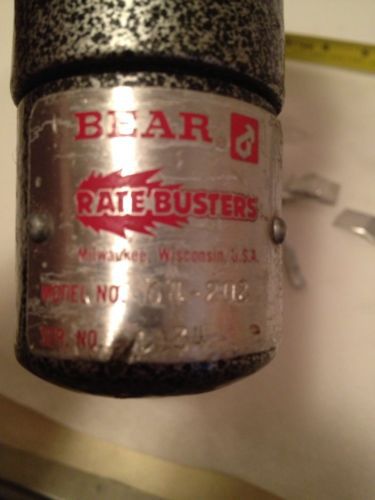 BEAR
RATE BUSTERS
Milwaukee, Wisconsin, U.S.A.
MODEL NO.
SER. NO.